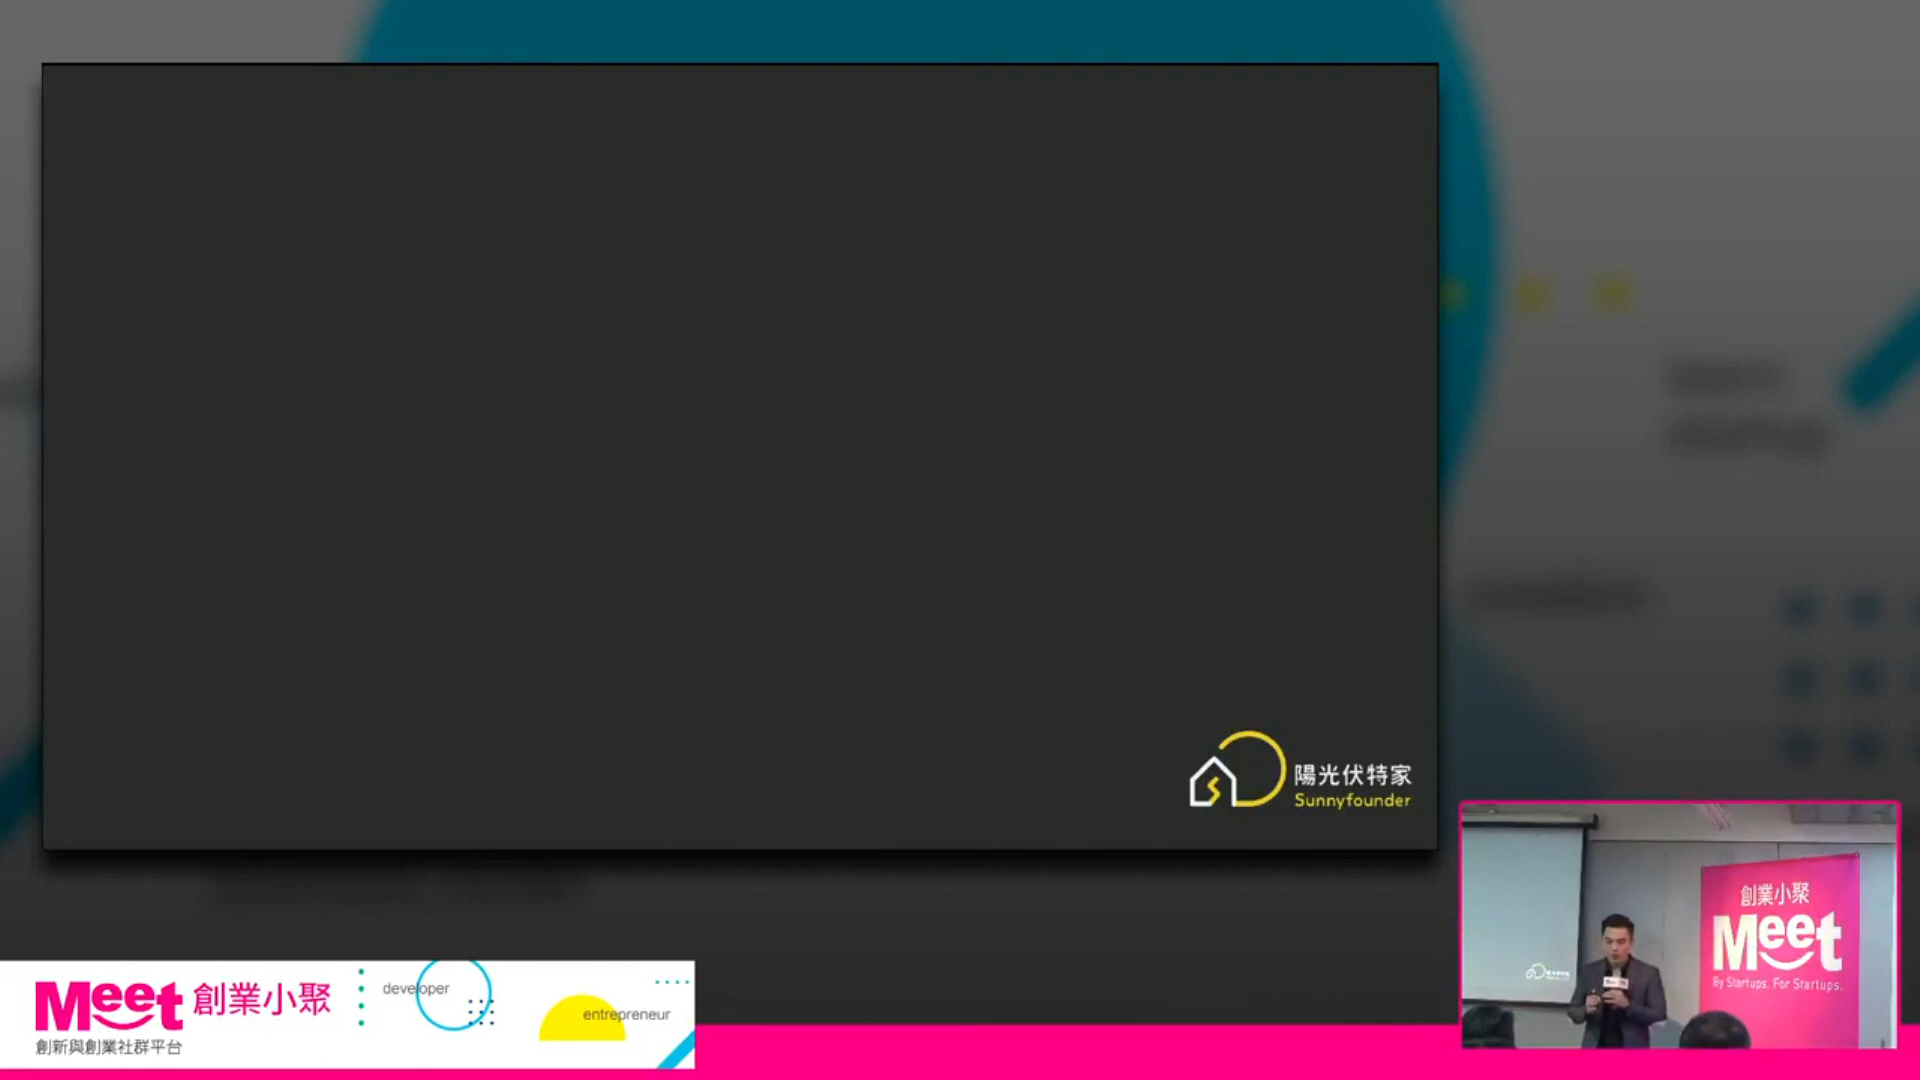 陽光伏特家
Sunnyfounder
創業小聚
Meet
By Startups. For Startups.
Meet 創業小聚
創新與創業社群平台
developer
entrepreneur